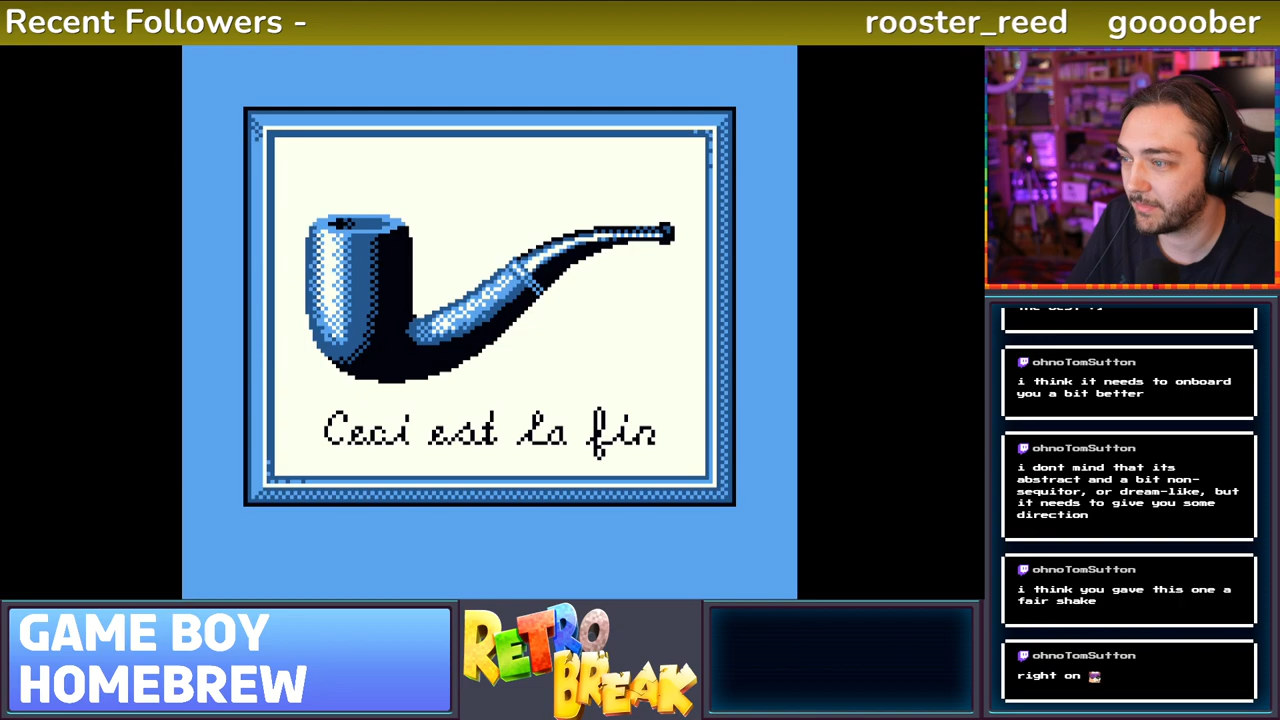 Recent Followers - rooster_reed goooober
Ceci est la fin
ohnoTomSutton
i think it needs to onboard
you a bit better
ohnoTomSutton
i dont mind that its
abstract and a bit non-
sequitor, or dream-like, but
it needs to give you some
direction
ohnoTomSutton
i think you gave this one a
fair shake
ohnoTomSutton
right on
GAME BOY
HOMEBREW
RETRO
BREAK